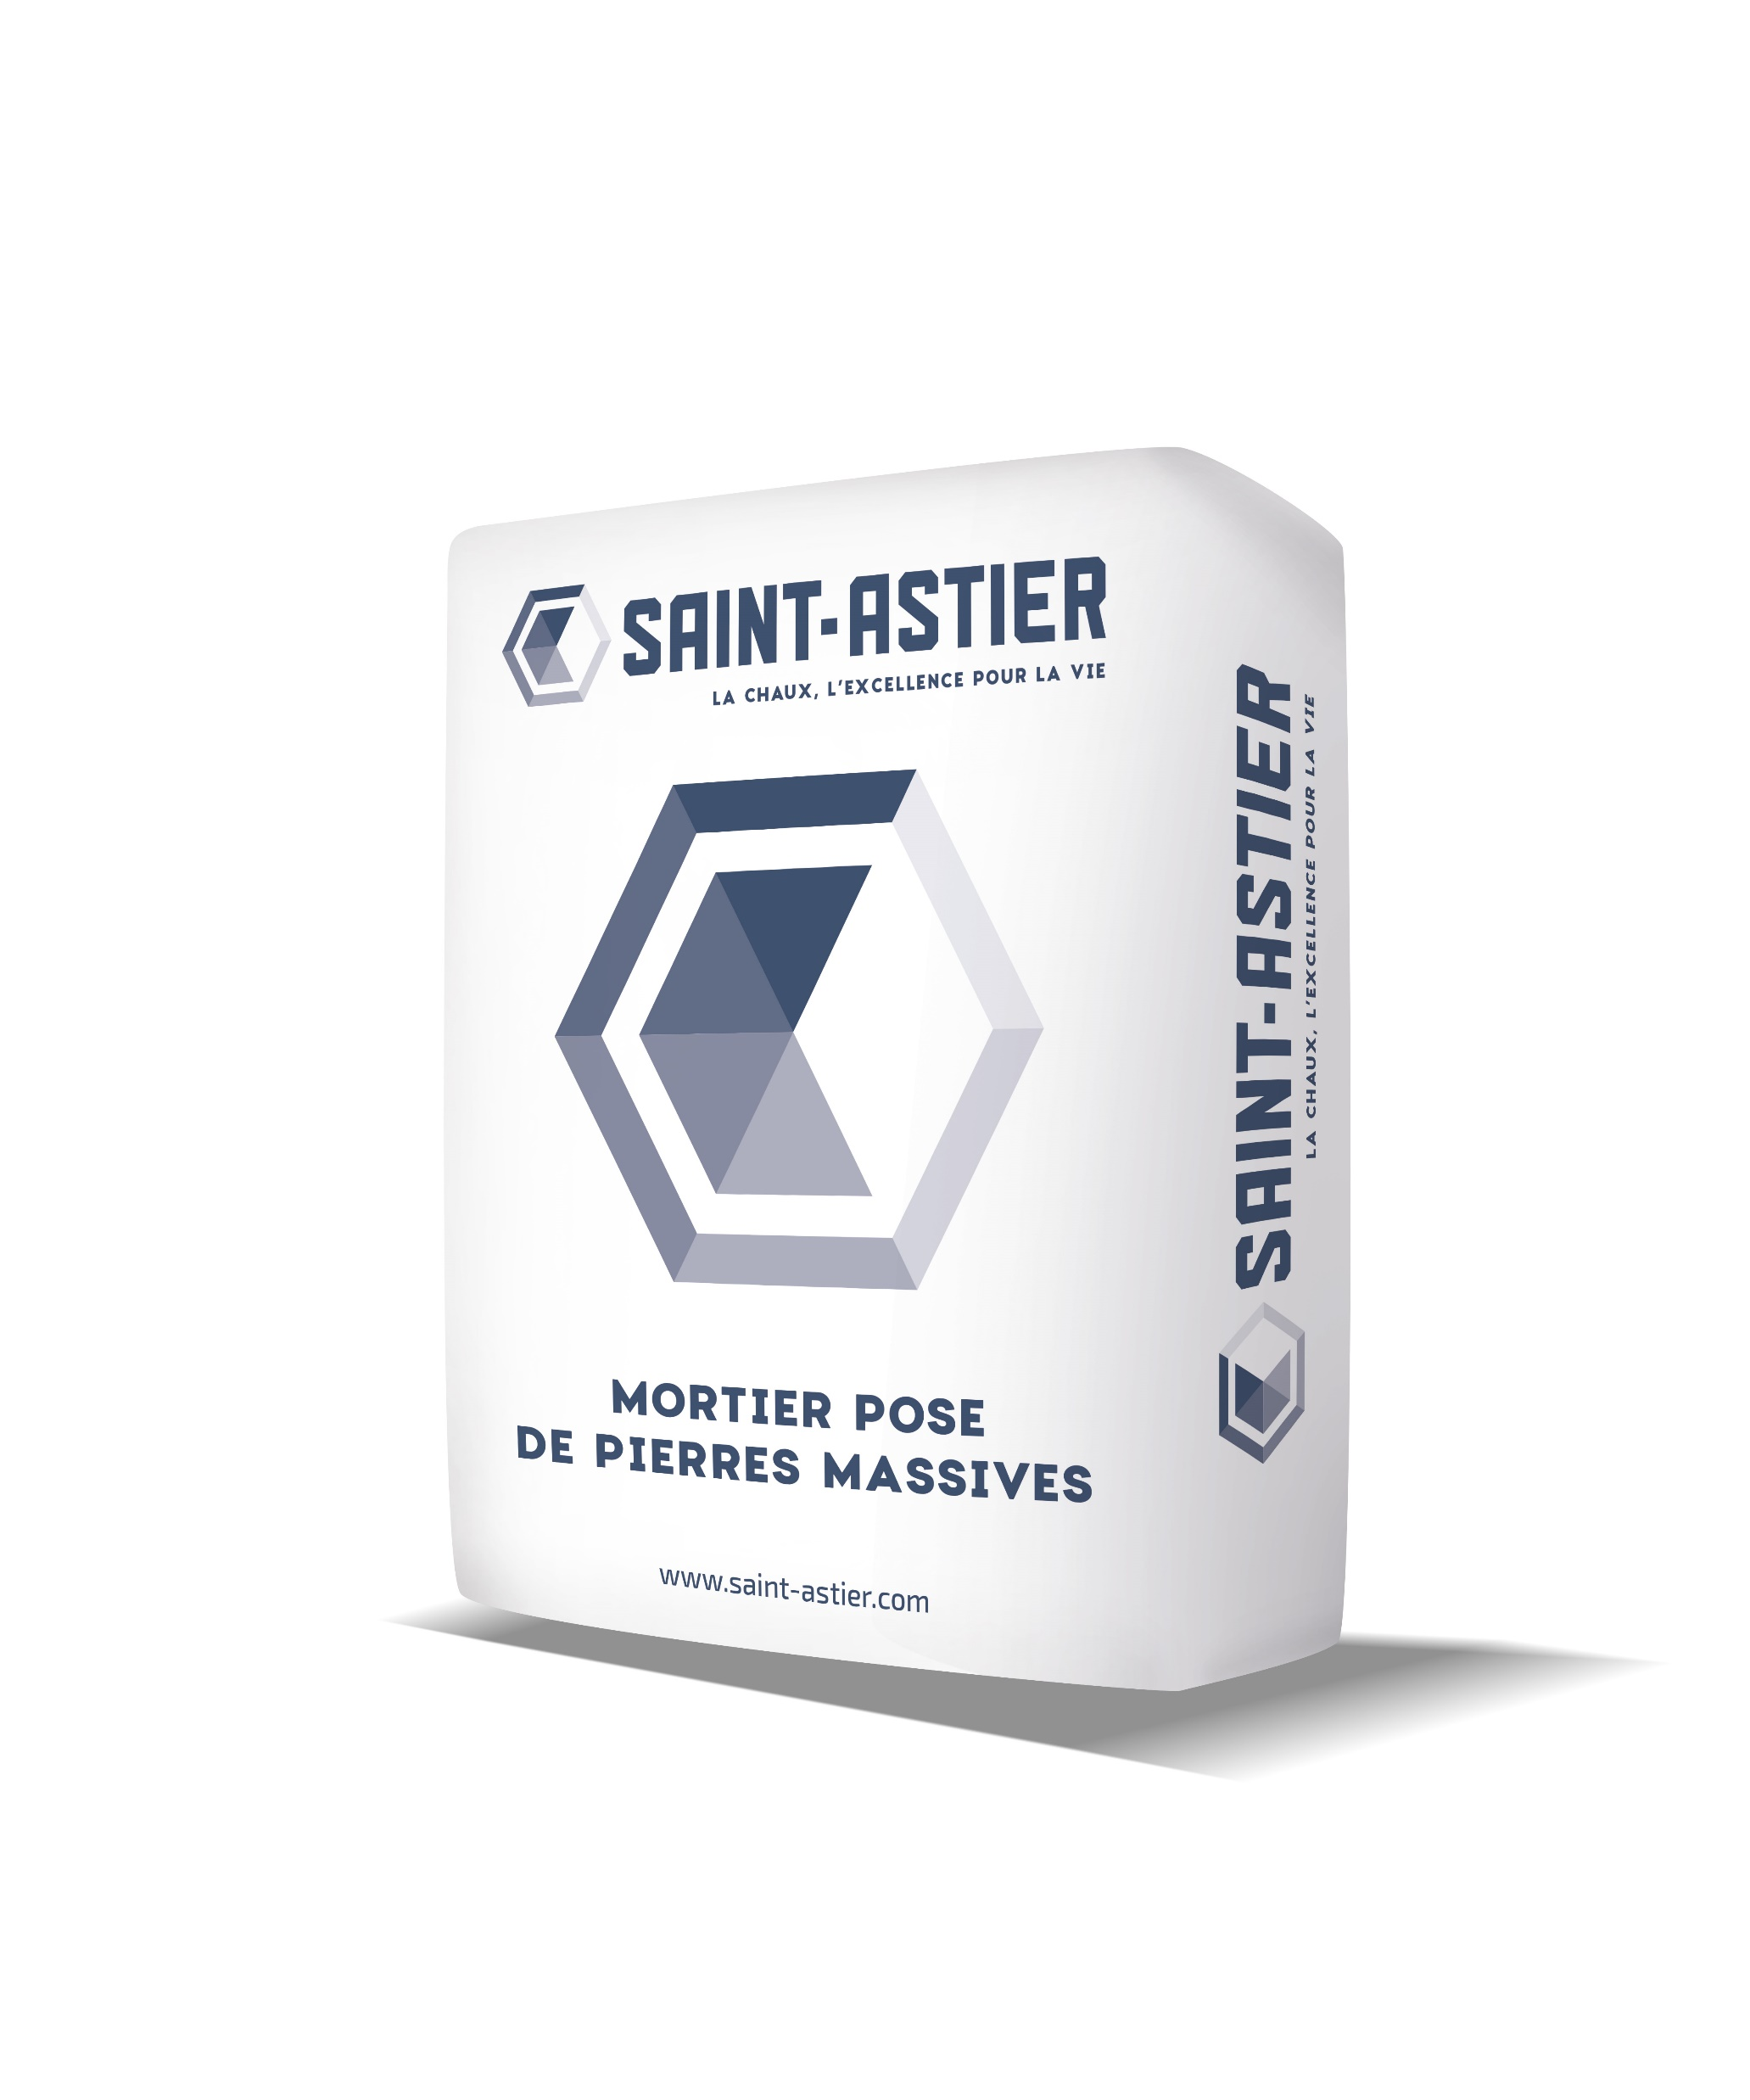 SAINT-ASTIER
LA CHAUX, L'EXCELLENCE POUR LA VIE
MORTIER POSE
DE PIERRES MASSIVES
www.saint-astier.com
SAINT-ASTIER
LA CHAUX, L'EXCELLENCE POUR LA VIE